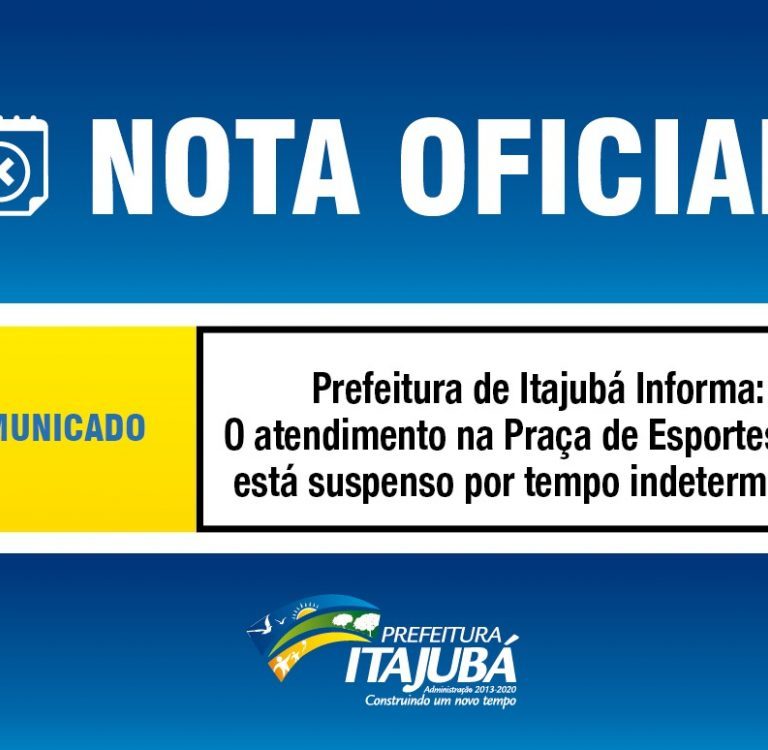 NOTA OFICIAL
MUNICADO
Prefeitura de Itajubá Informa:
O atendimento na Praça de Esportes
está suspenso por tempo indeterm
PREFEITURA
ITAJUBÁ
Administração 2013-2020
Construindo um novo tempo